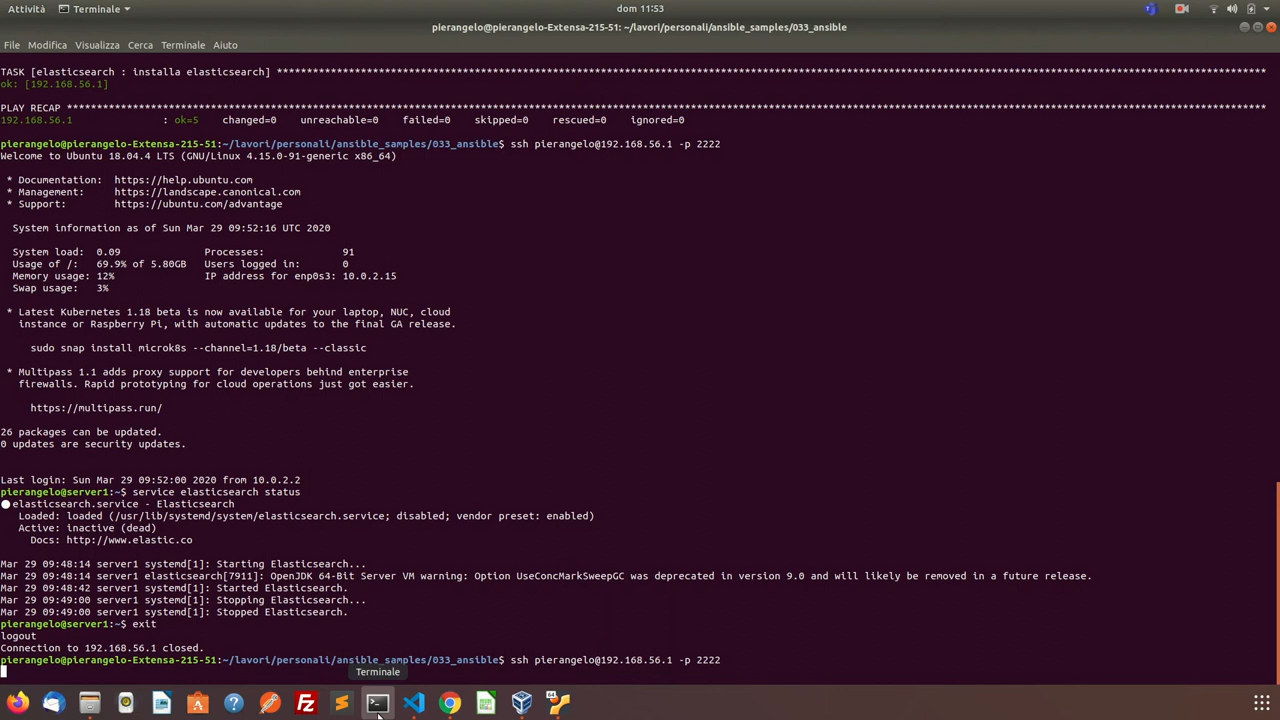 Attività
Terminale
dom 11:53
pierangelo@pierangelo-Extensa-215-51: ~/lavori/personali/ansible_samples/033_ansible
File Modifica Visualizza Cerca Terminale Aiuto
TASK [elasticsearch : installa elasticsearch] ****************************************************************************************************************************************************************
ok: [192.168.56.1]
PLAY RECAP ***************************************************************************************************************************************************************************************************
192.168.56.1 : ok=5 changed=0 unreachable=0 failed=0 skipped=0 rescued=0 ignored=0
pierangelo@pierangelo-Extensa-215-51:~/lavori/personali/ansible_samples/033_ansible$ ssh pierangelo@192.168.56.1 -p 2222
Welcome to Ubuntu 18.04.4 LTS (GNU/Linux 4.15.0-91-generic x86_64)
* Documentation: https://help.ubuntu.com
* Management: https://landscape.canonical.com
* Support: https://ubuntu.com/advantage
System information as of Sun Mar 29 09:52:16 UTC 2020
System load: 0.09 Processes: 91
Usage of /: 69.9% of 5.80GB Users logged in: 0
Memory usage: 12% IP address for enp0s3: 10.0.2.15
Swap usage: 3%
* Latest Kubernetes 1.18 beta is now available for your laptop, NUC, cloud
instance or Raspberry Pi, with automatic updates to the final GA release.
sudo snap install microk8s --channel=1.18/beta --classic
* Multipass 1.1 adds proxy support for developers behind enterprise
firewalls. Rapid prototyping for cloud operations just got easier.
https://multipass.run/
26 packages can be updated.
0 updates are security updates.
Last login: Sun Mar 29 09:52:00 2020 from 10.0.2.2
pierangelo@server1:~$ service elasticsearch status
● elasticsearch.service - Elasticsearch
Loaded: loaded (/usr/lib/systemd/system/elasticsearch.service; disabled; vendor preset: enabled)
Active: inactive (dead)
Docs: http://www.elastic.co
Mar 29 09:48:14 server1 systemd[1]: Starting Elasticsearch...
Mar 29 09:48:14 server1 elasticsearch[7911]: OpenJDK 64-Bit Server VM warning: Option UseConcMarkSweepGC was deprecated in version 9.0 and will likely be removed in a future release.
Mar 29 09:48:42 server1 systemd[1]: Started Elasticsearch.
Mar 29 09:49:00 server1 systemd[1]: Stopping Elasticsearch...
Mar 29 09:49:00 server1 systemd[1]: Stopped Elasticsearch.
pierangelo@server1:~$ exit
logout
Connection to 192.168.56.1 closed.
pierangelo@pierangelo-Extensa-215-51:~/lavori/personali/ansible_samples/033_ansible$ ssh pierangelo@192.168.56.1 -p 2222
Terminale